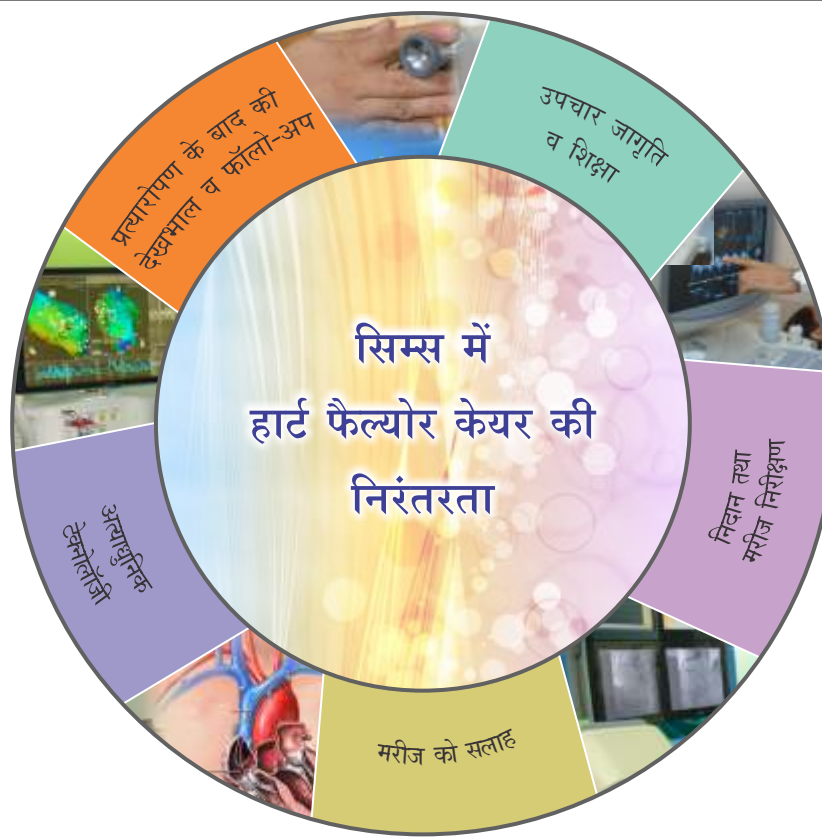 सिम्स में
हार्ट फैल्योर केयर की
निरंतरता
उपचार जागृति
व शिक्षा
निदान तथा
मरीज निरीक्षण
मरीज को सलाह
अत्याधुनिक
टेक्नोलॉजी
प्रत्यारोपण के बाद की
देखभाल व फॉलो-अप